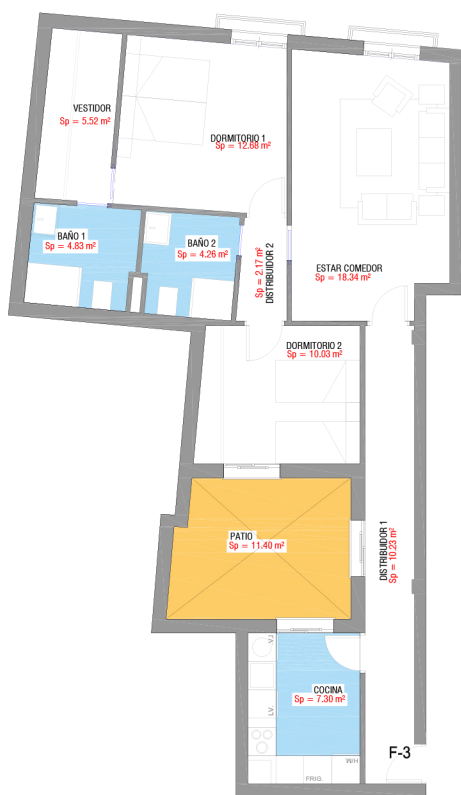 VESTIDOR
Sp = 5.52 m²
DORMITORIO 1
Sp = 12.68 m²
BAÑO 1
Sp = 4.83 m²
BAÑO 2
Sp = 4.26 m²
DISTRIBUIDOR 2
Sp = 2.17 m²
ESTAR COMEDOR
Sp = 18.34 m²
DORMITORIO 2
Sp = 10.03 m²
PATIO
Sp = 11.40 m²
DISTRIBUIDOR 1
Sp = 10.23 m²
COCINA
Sp = 7.30 m²
LV.
FRIG.
H/M
F-3